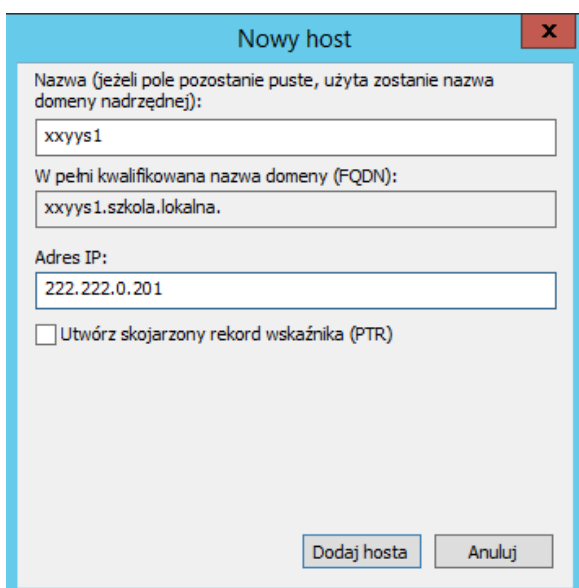 Nowy host
x
Nazwa (jeżeli pole pozostanie puste, użyta zostanie nazwa
domeny nadrzędnej):
xxyys1
W pełni kwalifikowana nazwa domeny (FQDN):
xxyys1.szkola.lokalna.
Adres IP:
222.222.0.201
Utwórz skojarzony rekord wskaźnika (PTR)
Dodaj hosta Anuluj